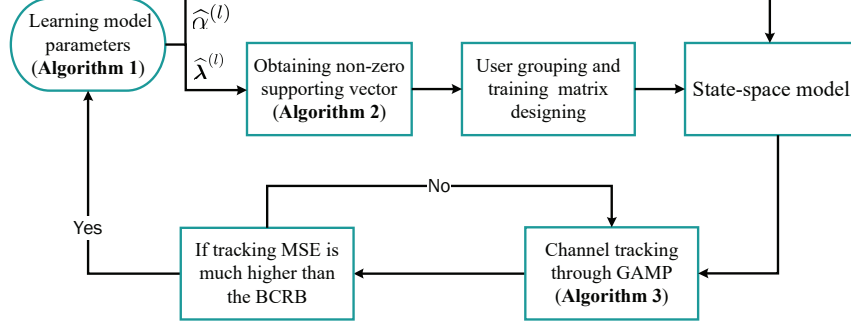 Learning model
parameters
(Algorithm 1)
α̂^(l)
λ̂^(l)
Obtaining non-zero
supporting vector
(Algorithm 2)
User grouping and
training matrix
designing
State-space model
No
Yes
If tracking MSE is
much higher than
the BCRB
Channel tracking
through GAMP
(Algorithm 3)